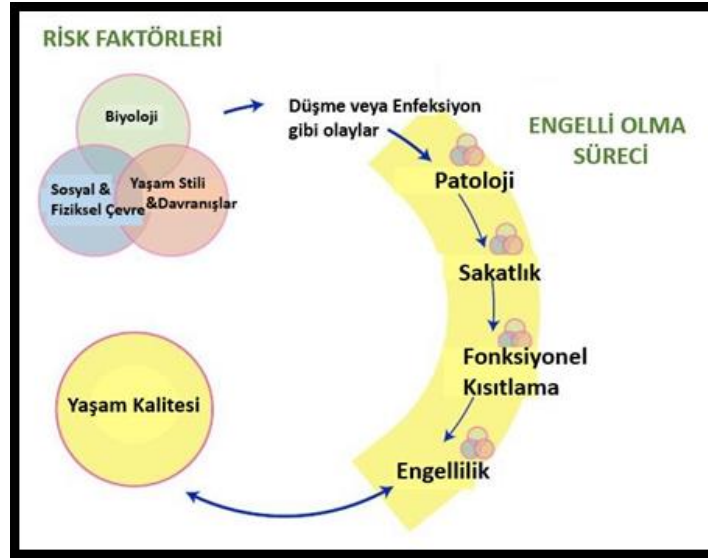 RİSK FAKTÖRLERİ
Biyoloji
Sosyal &
Fiziksel Çevre
Yaşam Stili
&Davranışlar
Düşme veya Enfeksiyon
gibi olaylar
ENGELLİ OLMA
SÜRECİ
Patoloji
Sakatlık
Fonksiyonel
Kısıtlama
Engellilik
Yaşam Kalitesi